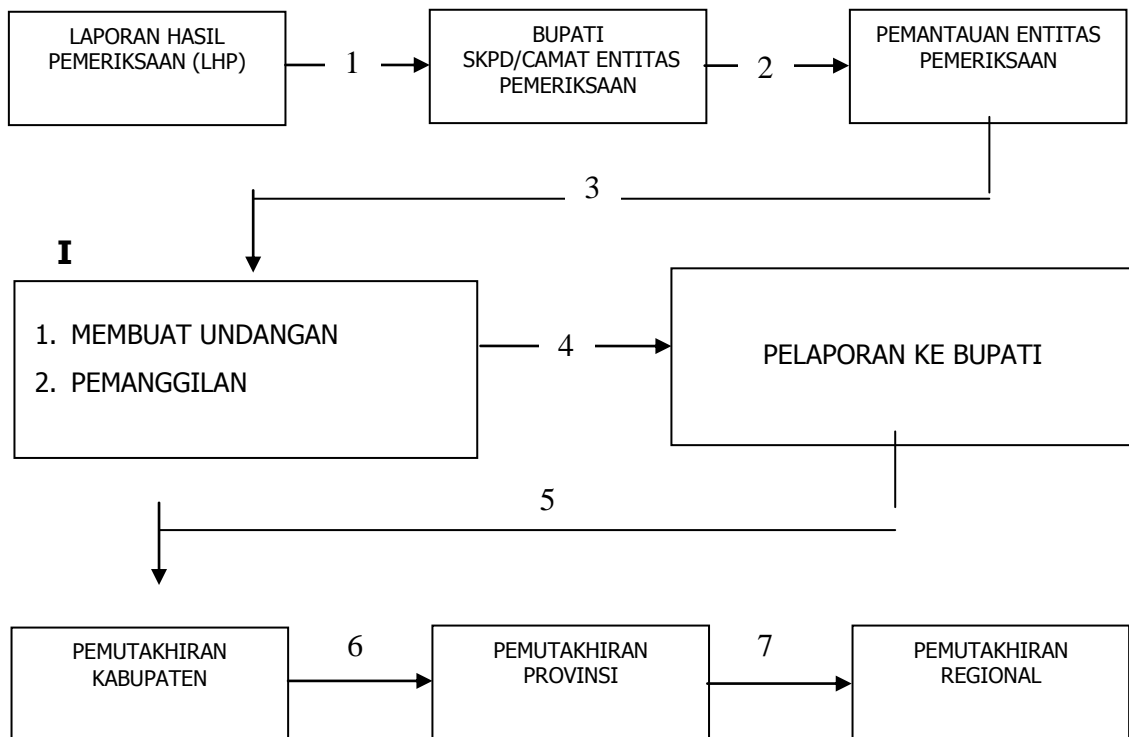 LAPORAN HASIL
PEMERIKSAAN (LHP)
1
BUPATI
SKPD/CAMAT ENTITAS
PEMERIKSAAN
2
PEMANTAUAN ENTITAS
PEMERIKSAAN
3
I
1. MEMBUAT UNDANGAN
2. PEMANGGILAN
4
PELAPORAN KE BUPATI
5
PEMUTAKHIRAN
KABUPATEN
6
PEMUTAKHIRAN
PROVINSI
7
PEMUTAKHIRAN
REGIONAL